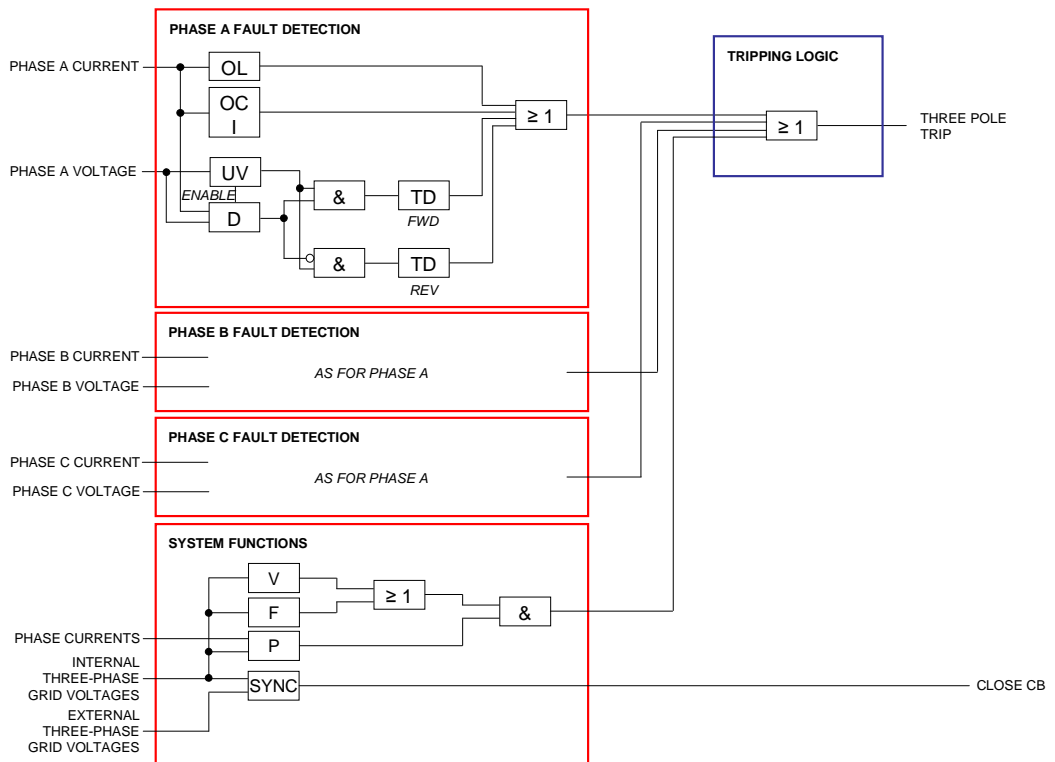 PHASE A FAULT DETECTION
TRIPPING LOGIC
PHASE A CURRENT
OL
OC
I
≥ 1
≥ 1
THREE POLE
TRIP
PHASE A VOLTAGE
UV
ENABLE
D
&
TD
FWD
&
TD
REV
PHASE B FAULT DETECTION
PHASE B CURRENT
AS FOR PHASE A
PHASE B VOLTAGE
PHASE C FAULT DETECTION
PHASE C CURRENT
AS FOR PHASE A
PHASE C VOLTAGE
SYSTEM FUNCTIONS
V
≥ 1
F
&
PHASE CURRENTS
P
INTERNAL
THREE-PHASE
GRID VOLTAGES
SYNC
CLOSE CB
EXTERNAL
THREE-PHASE
GRID VOLTAGES